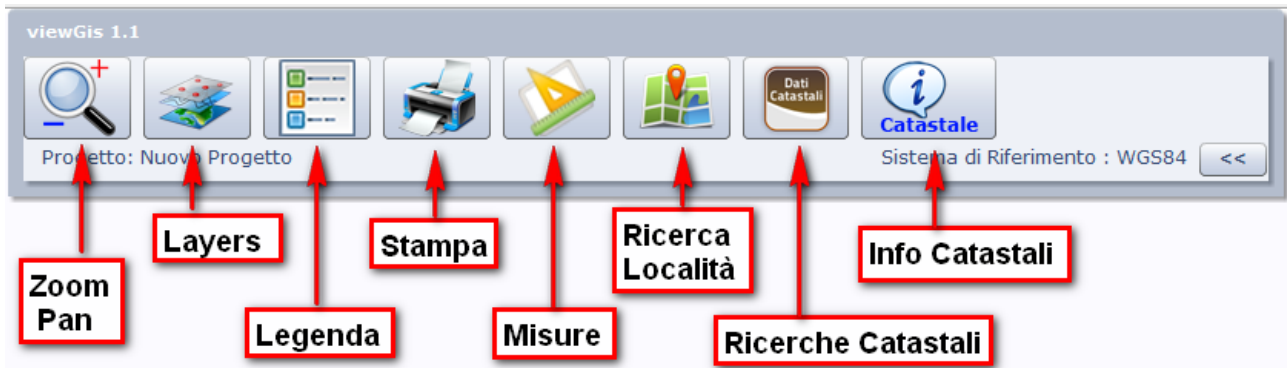 viewGis 1.1
Dati
Catastali
Catastale
Progetto: Nuovo Progetto
Sistema di Riferimento : WGS84
<<
Zoom
Pan
Layers
Legenda
Stampa
Misure
Ricerca
Località
Ricerche Catastali
Info Catastali